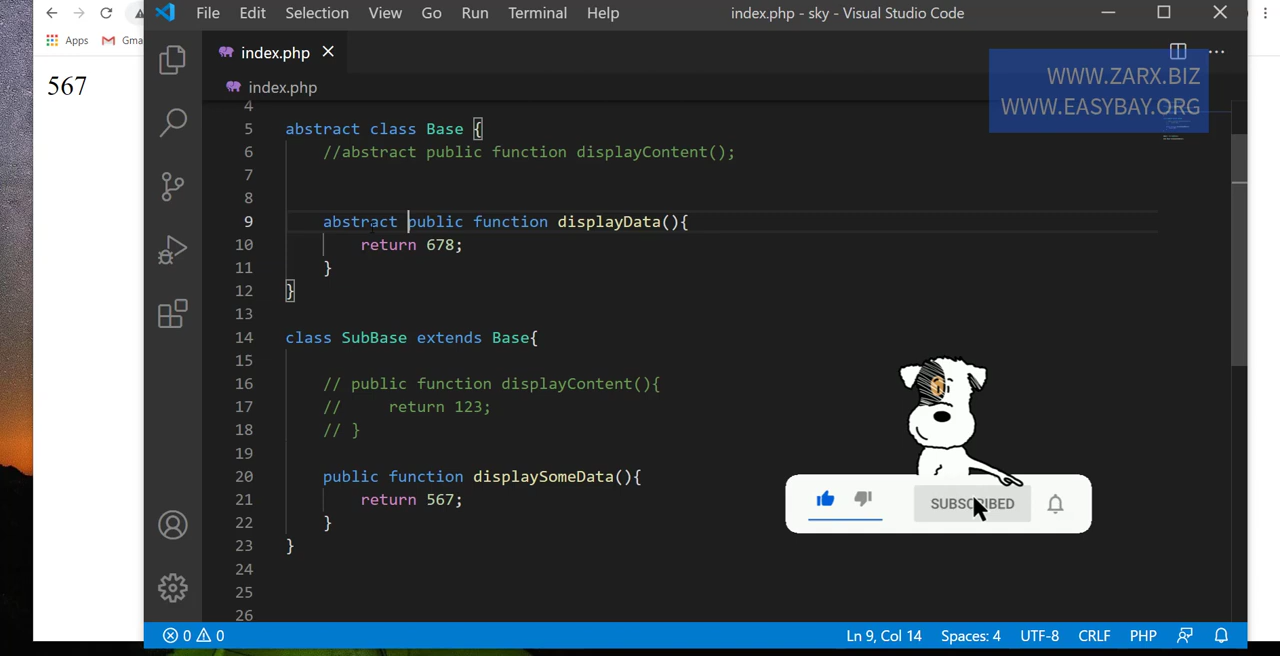 File Edit Selection View Go Run Terminal Help index.php - sky - Visual Studio Code
Apps
index.php
WWW.ZARX.BIZ
567
index.php
WWW.EASYBAY.ORG
4
5 abstract class Base {
6 //abstract public function displayContent();
7
8
9 abstract public function displayData(){
10 return 678;
11 }
12 }
13
14 class SubBase extends Base{
15
16 // public function displayContent(){
17 // return 123;
18 // }
19
20 public function displaySomeData(){
21 return 567;
22 }
23 }
24
25
26
SUBSCRIBED
0 0 Ln 9, Col 14 Spaces: 4 UTF-8 CRLF PHP